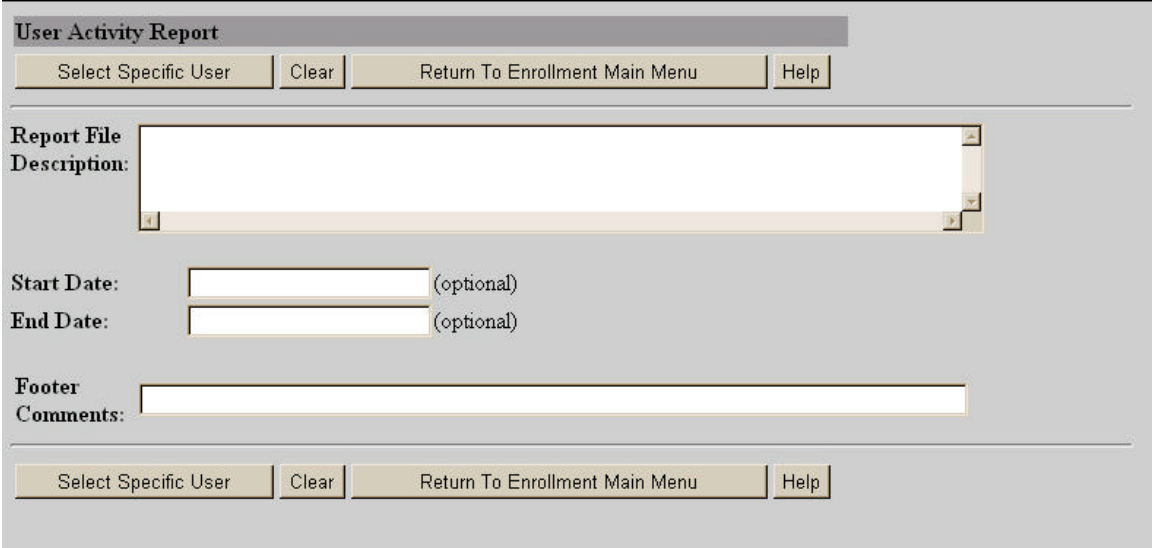 User Activity Report
Select Specific User Clear Return To Enrollment Main Menu Help
Report File
Description:
Start Date: (optional)
End Date: (optional)
Footer
Comments:
Select Specific User Clear Return To Enrollment Main Menu Help